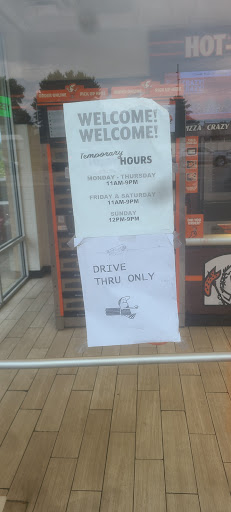 HOT-
PIZZA CRAZY
WELCOME!
WELCOME!
Temporary
HOURS
MONDAY - THURSDAY
11AM-9PM
FRIDAY & SATURDAY
11AM-9PM
SUNDAY
12PM-9PM
DRIVE
THRU ONLY